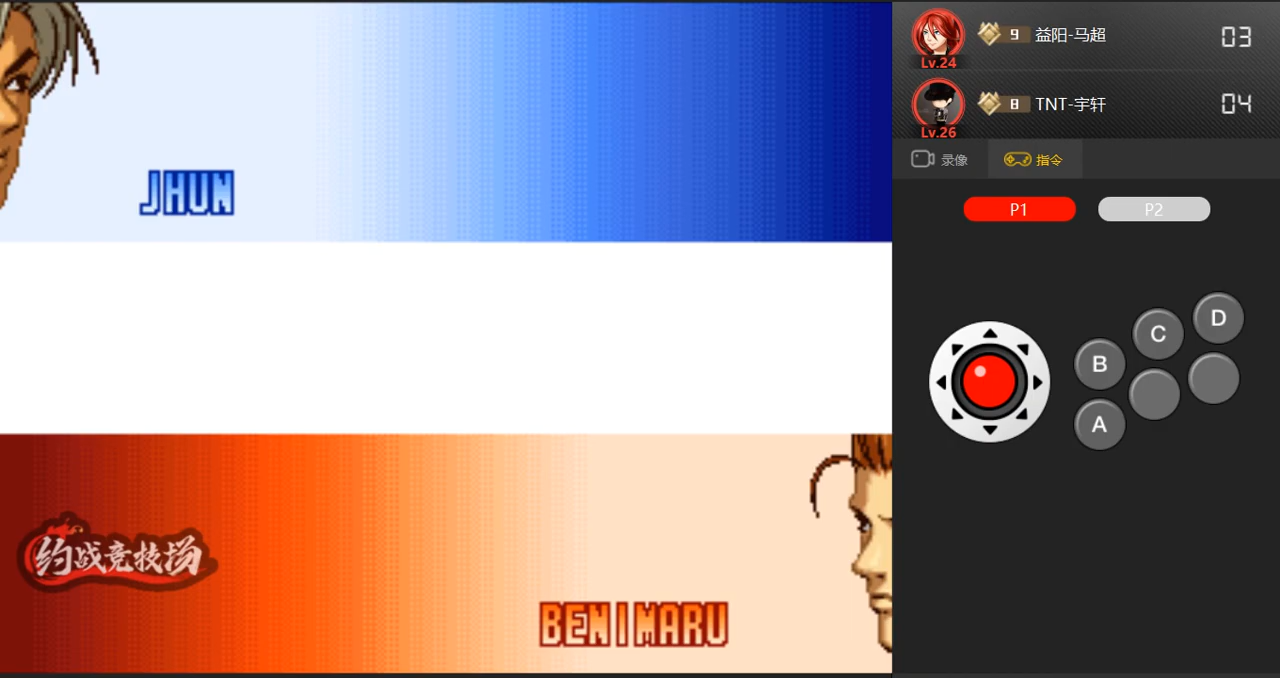 JHUN
约战竞技场
BENIMARU
9 益阳-马超 03
Lv.24
8 TNT-宇轩 04
Lv.26
录像 指令
P1 P2
D
C
B
A